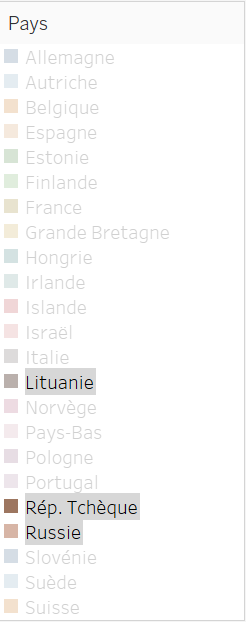 Pays
Allemagne
Autriche
Belgique
Espagne
Estonie
Finlande
France
Grande Bretagne
Hongrie
Irlande
Islande
Israël
Italie
Lituanie
Norvège
Pays-Bas
Pologne
Portugal
Rép. Tchèque
Russie
Slovénie
Suède
Suisse